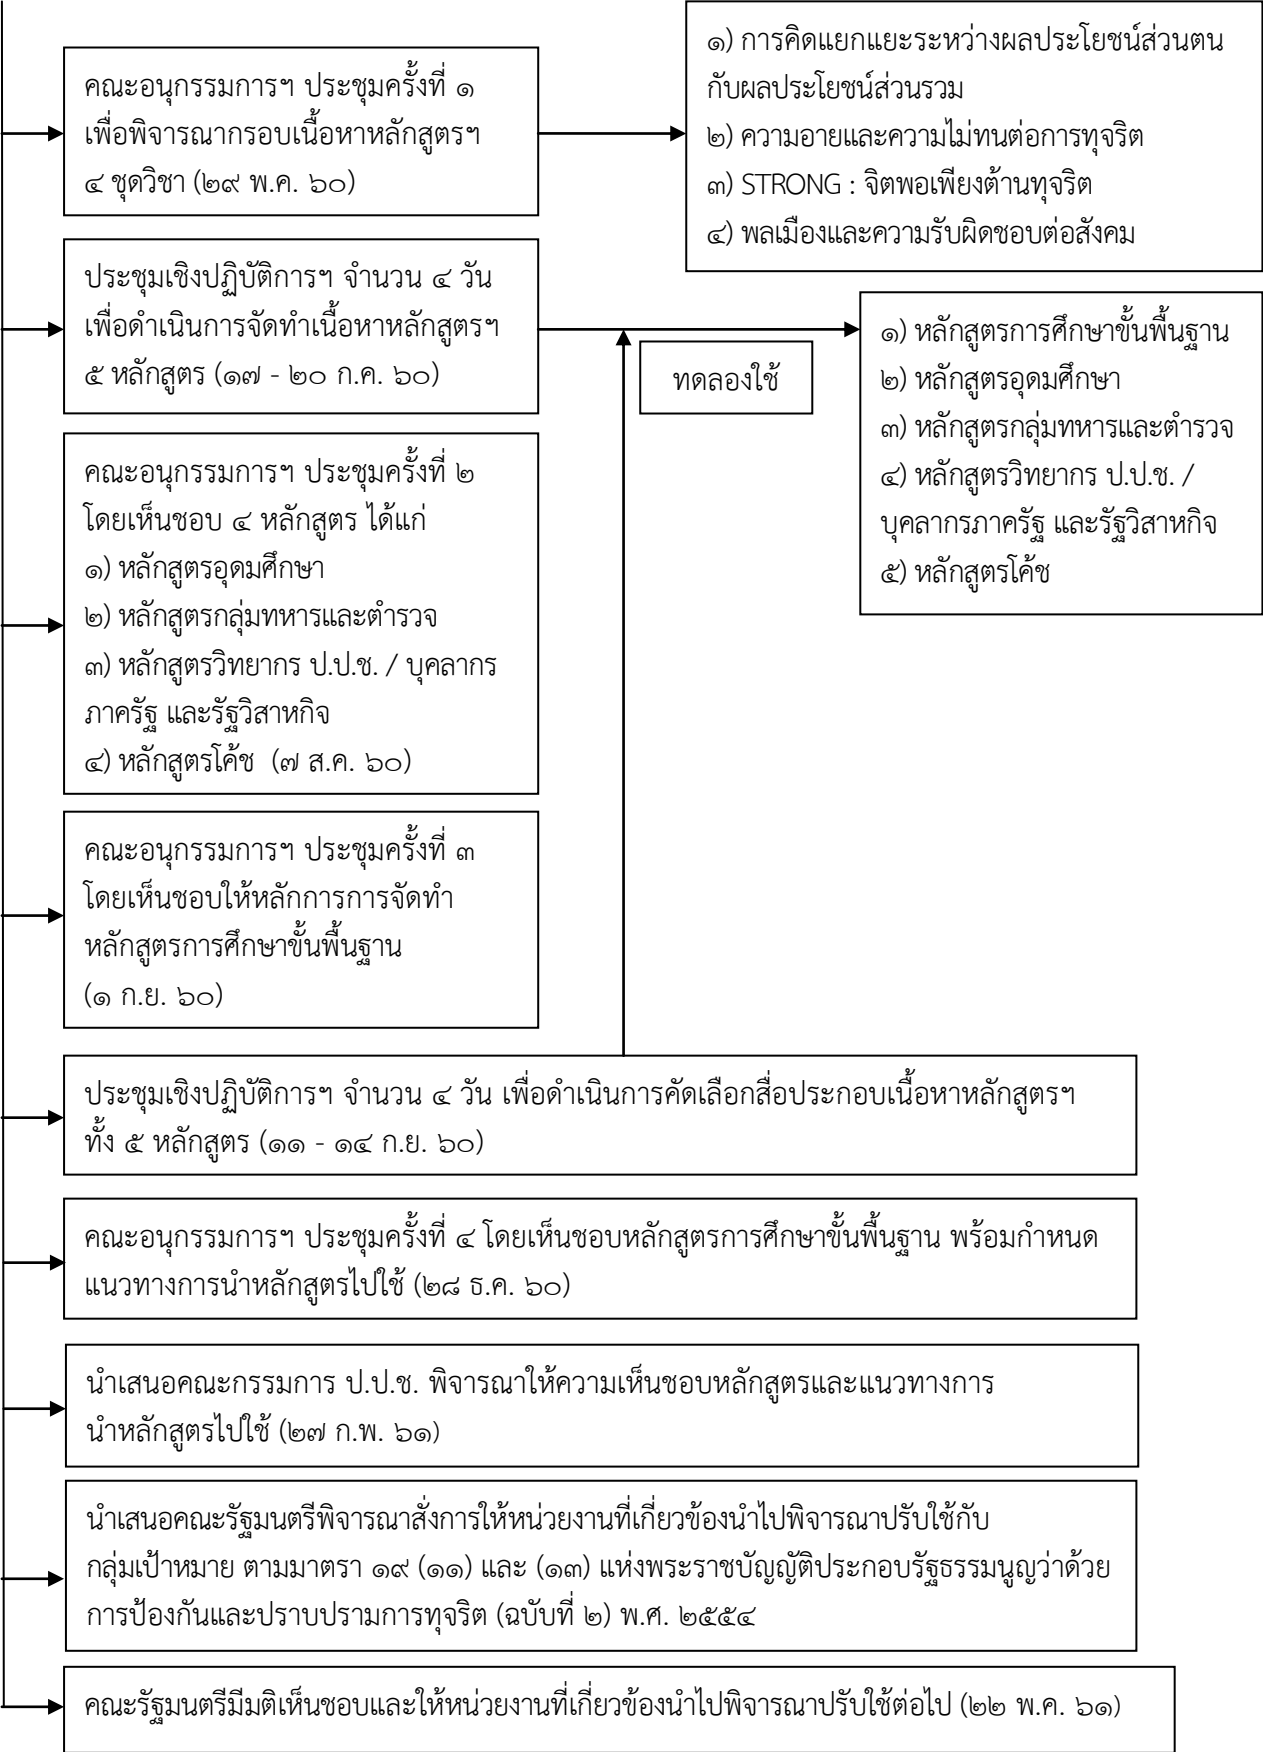 คณะอนุกรรมการฯ ประชุมครั้งที่ ๑
เพื่อพิจารณากรอบเนื้อหาหลักสูตรฯ
๔ ชุดวิชา (๒๙ พ.ค. ๖๐)
๑) การคิดแยกแยะระหว่างผลประโยชน์ส่วนตน
กับผลประโยชน์ส่วนรวม
๒) ความอายและความไม่ทนต่อการทุจริต
๓) STRONG : จิตพอเพียงต้านทุจริต
๔) พลเมืองและความรับผิดชอบต่อสังคม
ประชุมเชิงปฏิบัติการฯ จำนวน ๔ วัน
เพื่อดำเนินการจัดทำเนื้อหาหลักสูตรฯ
๕ หลักสูตร (๑๗ - ๒๐ ก.ค. ๖๐)
ทดลองใช้
๑) หลักสูตรการศึกษาขั้นพื้นฐาน
๒) หลักสูตรอุดมศึกษา
๓) หลักสูตรกลุ่มทหารและตำรวจ
๔) หลักสูตรวิทยากร ป.ป.ช. /
บุคลากรภาครัฐ และรัฐวิสาหกิจ
๕) หลักสูตรโค้ช
คณะอนุกรรมการฯ ประชุมครั้งที่ ๒
โดยเห็นชอบ ๔ หลักสูตร ได้แก่
๑) หลักสูตรอุดมศึกษา
๒) หลักสูตรกลุ่มทหารและตำรวจ
๓) หลักสูตรวิทยากร ป.ป.ช. / บุคลากร
ภาครัฐ และรัฐวิสาหกิจ
๔) หลักสูตรโค้ช (๗ ส.ค. ๖๐)
คณะอนุกรรมการฯ ประชุมครั้งที่ ๓
โดยเห็นชอบให้หลักการการจัดทำ
หลักสูตรการศึกษาขั้นพื้นฐาน
(๑ ก.ย. ๖๐)
ประชุมเชิงปฏิบัติการฯ จำนวน ๔ วัน เพื่อดำเนินการคัดเลือกสื่อประกอบเนื้อหาหลักสูตรฯ
ทั้ง ๕ หลักสูตร (๑๑ - ๑๔ ก.ย. ๖๐)
คณะอนุกรรมการฯ ประชุมครั้งที่ ๔ โดยเห็นชอบหลักสูตรการศึกษาขั้นพื้นฐาน พร้อมกำหนด
แนวทางการนำหลักสูตรไปใช้ (๒๘ ธ.ค. ๖๐)
นำเสนอคณะกรรมการ ป.ป.ช. พิจารณาให้ความเห็นชอบหลักสูตรและแนวทางการ
นำหลักสูตรไปใช้ (๒๗ ก.พ. ๖๑)
นำเสนอคณะรัฐมนตรีพิจารณาสั่งการให้หน่วยงานที่เกี่ยวข้องนำไปพิจารณาปรับใช้กับ
กลุ่มเป้าหมาย ตามมาตรา ๑๙ (๑๑) และ (๑๓) แห่งพระราชบัญญัติประกอบรัฐธรรมนูญว่าด้วย
การป้องกันและปราบปรามการทุจริต (ฉบับที่ ๒) พ.ศ. ๒๕๕๔
คณะรัฐมนตรีมีมติเห็นชอบและให้หน่วยงานที่เกี่ยวข้องนำไปพิจารณาปรับใช้ต่อไป (๒๒ พ.ค. ๖๑)